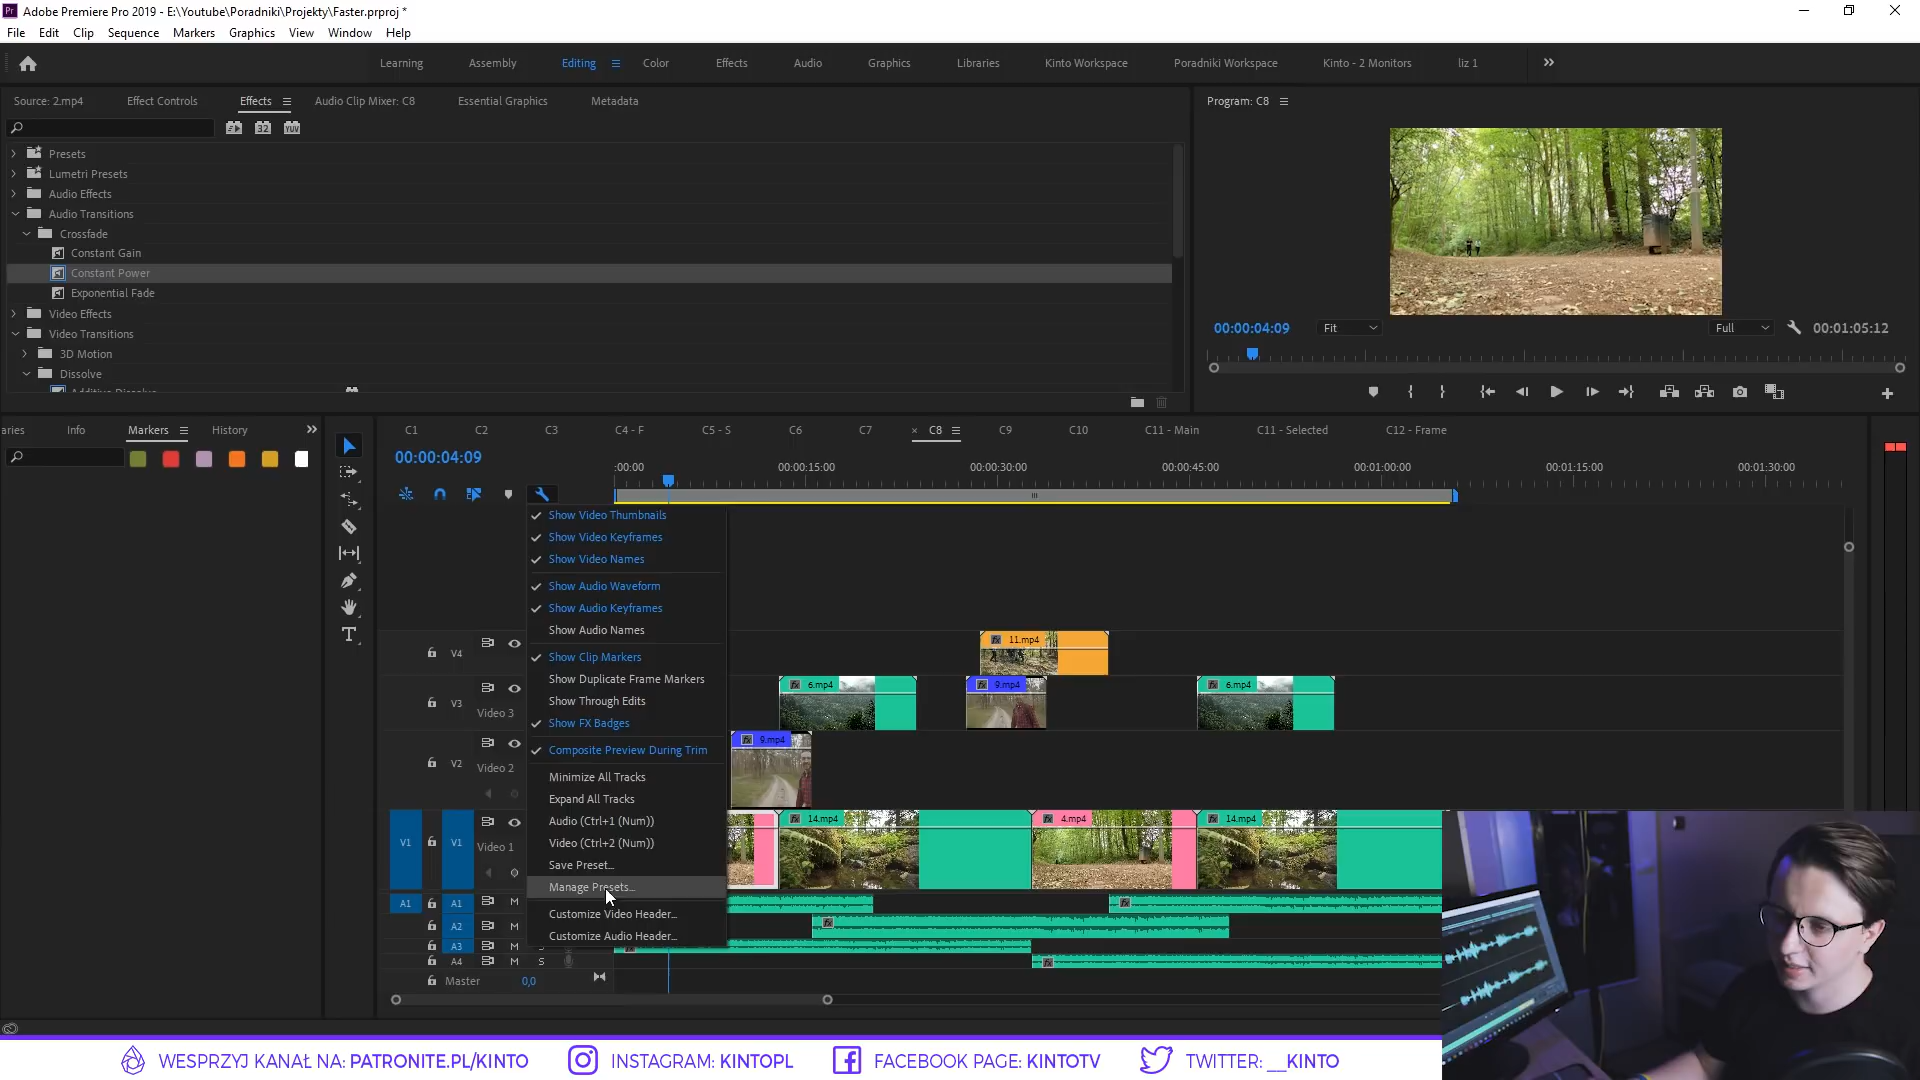 Adobe Premiere Pro 2019 - E:\Youtube\Poradniki\Projekty\Faster.prproj *
File Edit Clip Sequence Markers Graphics View Window Help
Learning Assembly Editing Color Effects Audio Graphics Libraries Kinto Workspace Poradniki Workspace Kinto - 2 Monitors liz 1
Source: 2.mp4 Effect Controls Effects Audio Clip Mixer: C8 Essential Graphics Metadata
Program: C8
32 YUV
Presets
Lumetri Presets
Audio Effects
Audio Transitions
Crossfade
Constant Gain
Constant Power
Exponential Fade
Video Effects
Video Transitions
3D Motion
Dissolve
Additive Dissolve
00:00:04:09 Fit Full 00:01:05:12
aries Info Markers History
C1 C2 C3 C4 - F C5 - S C6 C7 × C8 C9 C10 C11 - Main C11 - Selected C12 - Frame
00:00:04:09
:00:00 00:00:15:00 00:00:30:00 00:00:45:00 00:01:00:00 00:01:15:00 00:01:30:00
Show Video Thumbnails
Show Video Keyframes
Show Video Names
Show Audio Waveform
Show Audio Keyframes
Show Audio Names
Show Clip Markers
Show Duplicate Frame Markers
Show Through Edits
Show FX Badges
Composite Preview During Trim
Minimize All Tracks
Expand All Tracks
Audio (Ctrl+1 (Num))
Video (Ctrl+2 (Num))
Save Preset...
Manage Presets...
Customize Video Header...
Customize Audio Header...
V4
fx 11.mp4
V3 Video 3
fx 6.mp4 fx 9.mp4 fx 6.mp4
V2 Video 2
fx 9.mp4
V1 V1 Video 1
fx 14.mp4 fx 4.mp4 fx 14.mp4
A1 A1 M
A2 M
A3 M
A4 M S
Master 0,0
WESPRZYJ KANAŁ NA: PATRONITE.PL/KINTO INSTAGRAM: KINTOPL FACEBOOK PAGE: KINTOTV TWITTER: __KINTO